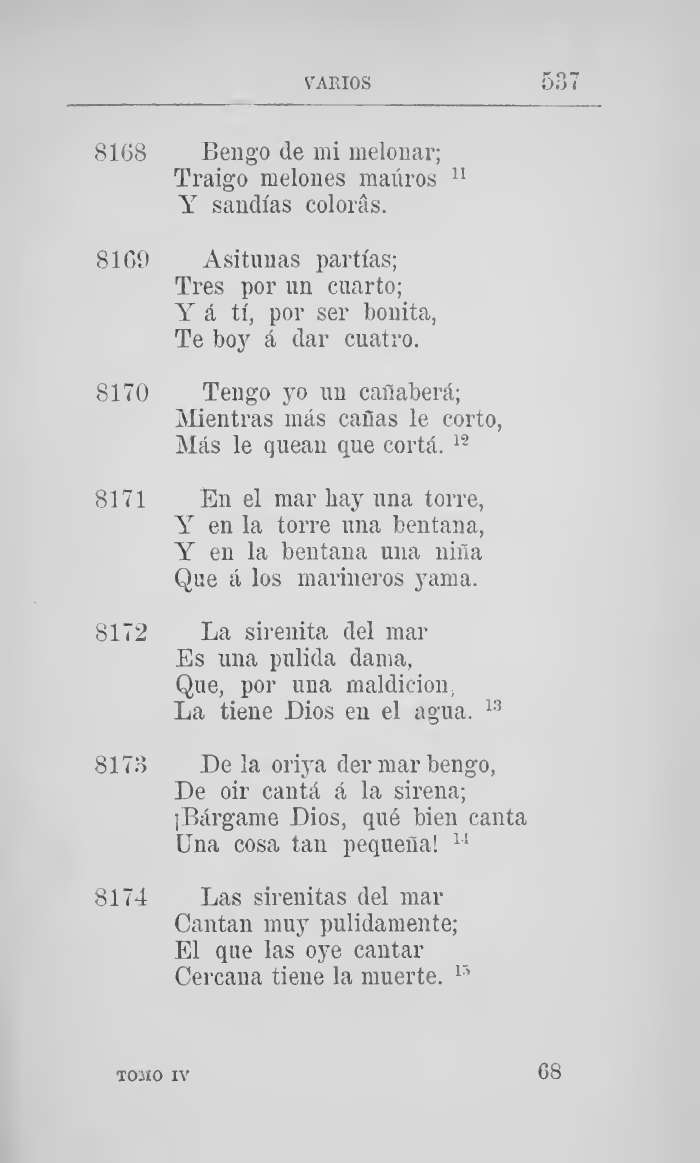 VARIOS 537
8168 Bengo de mi melonar;
Traigo melones maúros 11
Y sandías colorâs.
8169 Asitunas partías;
Tres por un cuarto;
Y á tí, por ser bonita,
Te boy á dar cuatro.
8170 Tengo yo un cañaberá;
Mientras más cañas le corto,
Más le quean que cortá. 12
8171 En el mar hay una torre,
Y en la torre una bentana,
Y en la bentana una niña
Que á los marineros yama.
8172 La sirenita del mar
Es una pulida dama,
Que, por una maldicion,
La tiene Dios en el agua. 13
8173 De la oriya der mar bengo,
De oir cantá á la sirena;
¡Bárgame Dios, qué bien canta
Una cosa tan pequeña! 14
8174 Las sirenitas del mar
Cantan muy pulidamente;
El que las oye cantar
Cercana tiene la muerte. 15
TOMO IV 68